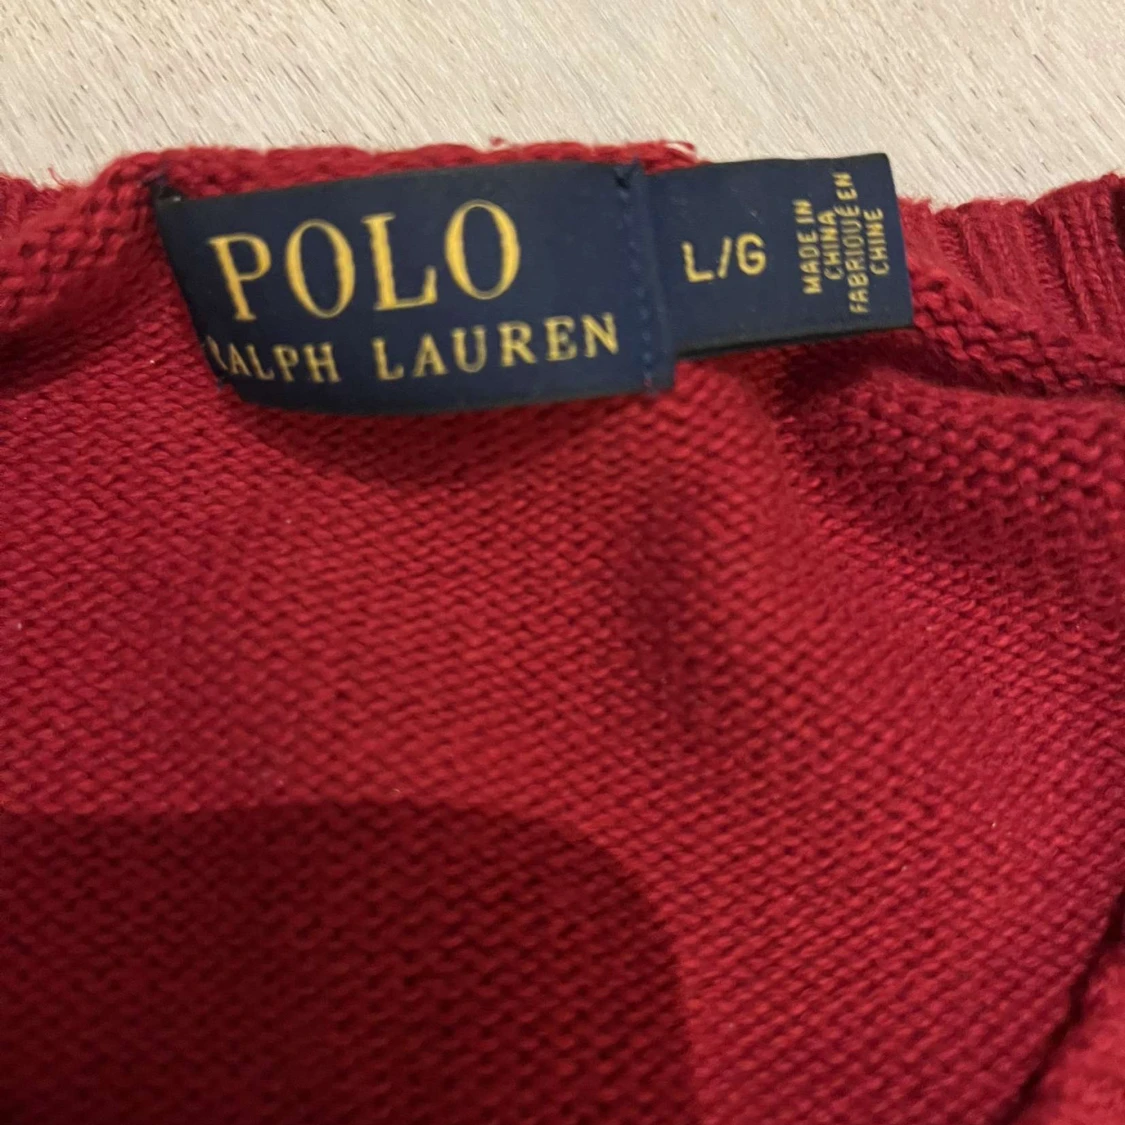 POLO
RALPH LAUREN
L/G
MADE IN
CHINA
FABRIQUÉ EN
CHINE